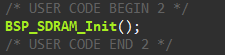 /* USER CODE BEGIN 2 */
BSP_SDRAM_Init();
/* USER CODE END 2 */